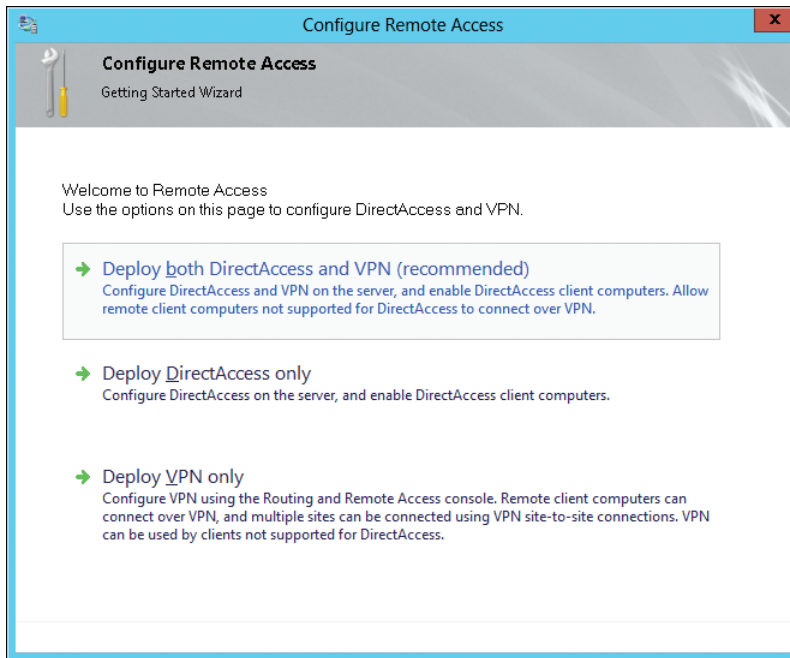 Configure Remote Access
x
Configure Remote Access
Getting Started Wizard
Welcome to Remote Access
Use the options on this page to configure DirectAccess and VPN.
Deploy both DirectAccess and VPN (recommended)
Configure DirectAccess and VPN on the server, and enable DirectAccess client computers. Allow
remote client computers not supported for DirectAccess to connect over VPN.
Deploy DirectAccess only
Configure DirectAccess on the server, and enable DirectAccess client computers.
Deploy VPN only
Configure VPN using the Routing and Remote Access console. Remote client computers can
connect over VPN, and multiple sites can be connected using VPN site-to-site connections. VPN
can be used by clients not supported for DirectAccess.